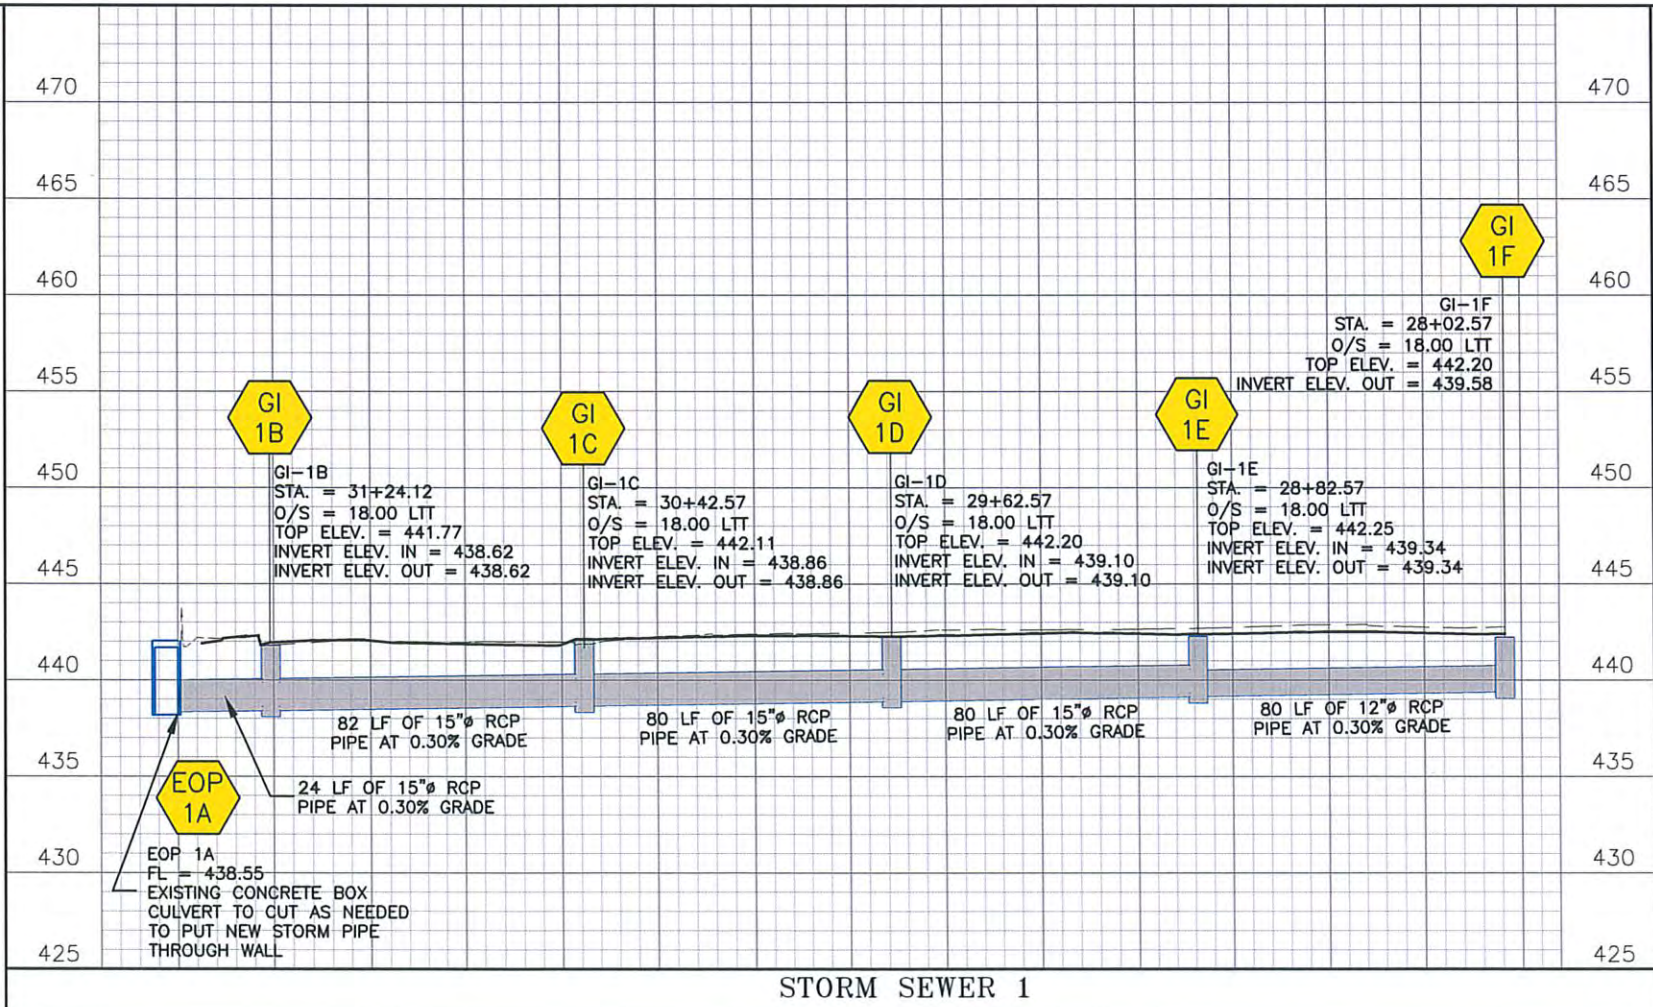 470
470
465
465
460
460
455
455
450
450
445
445
440
440
435
435
430
430
425
425
GI
1B
GI-1B
STA. = 31+24.12
O/S = 18.00 LTT
TOP ELEV. = 441.77
INVERT ELEV. IN = 438.62
INVERT ELEV. OUT = 438.62
GI
1C
GI-1C
STA. = 30+42.57
O/S = 18.00 LTT
TOP ELEV. = 442.11
INVERT ELEV. IN = 438.86
INVERT ELEV. OUT = 438.86
GI
1D
GI-1D
STA. = 29+62.57
O/S = 18.00 LTT
TOP ELEV. = 442.20
INVERT ELEV. IN = 439.10
INVERT ELEV. OUT = 439.10
GI
1E
GI-1E
STA. = 28+82.57
O/S = 18.00 LTT
TOP ELEV. = 442.25
INVERT ELEV. IN = 439.34
INVERT ELEV. OUT = 439.34
GI
1F
GI-1F
STA. = 28+02.57
O/S = 18.00 LTT
TOP ELEV. = 442.20
INVERT ELEV. OUT = 439.58
82 LF OF 15"ø RCP
PIPE AT 0.30% GRADE
80 LF OF 15"ø RCP
PIPE AT 0.30% GRADE
80 LF OF 15"ø RCP
PIPE AT 0.30% GRADE
80 LF OF 12"ø RCP
PIPE AT 0.30% GRADE
24 LF OF 15"ø RCP
PIPE AT 0.30% GRADE
EOP
1A
EOP 1A
FL = 438.55
EXISTING CONCRETE BOX
CULVERT TO CUT AS NEEDED
TO PUT NEW STORM PIPE
THROUGH WALL
STORM SEWER 1